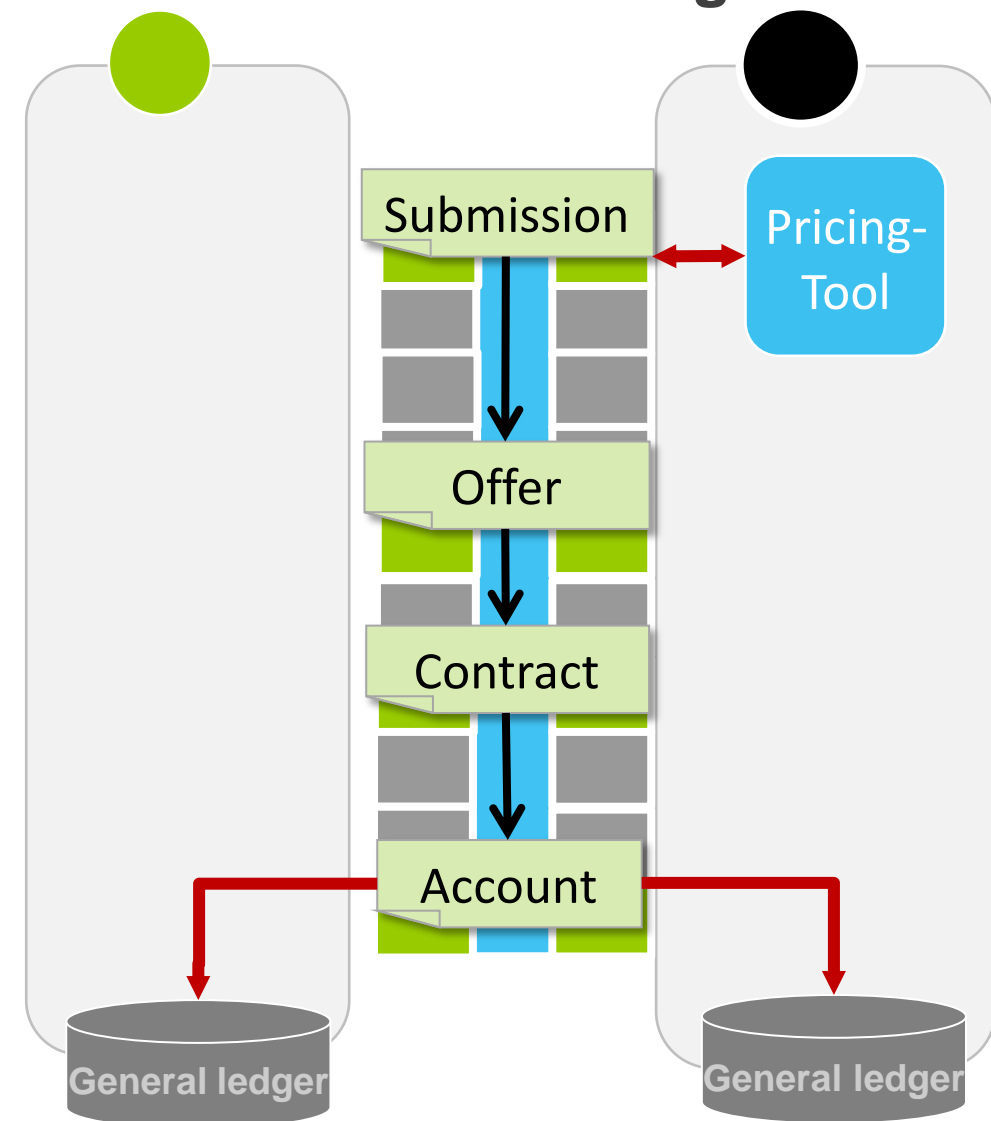 Submission
Pricing-
Tool
Offer
Contract
Account
General ledger
General ledger